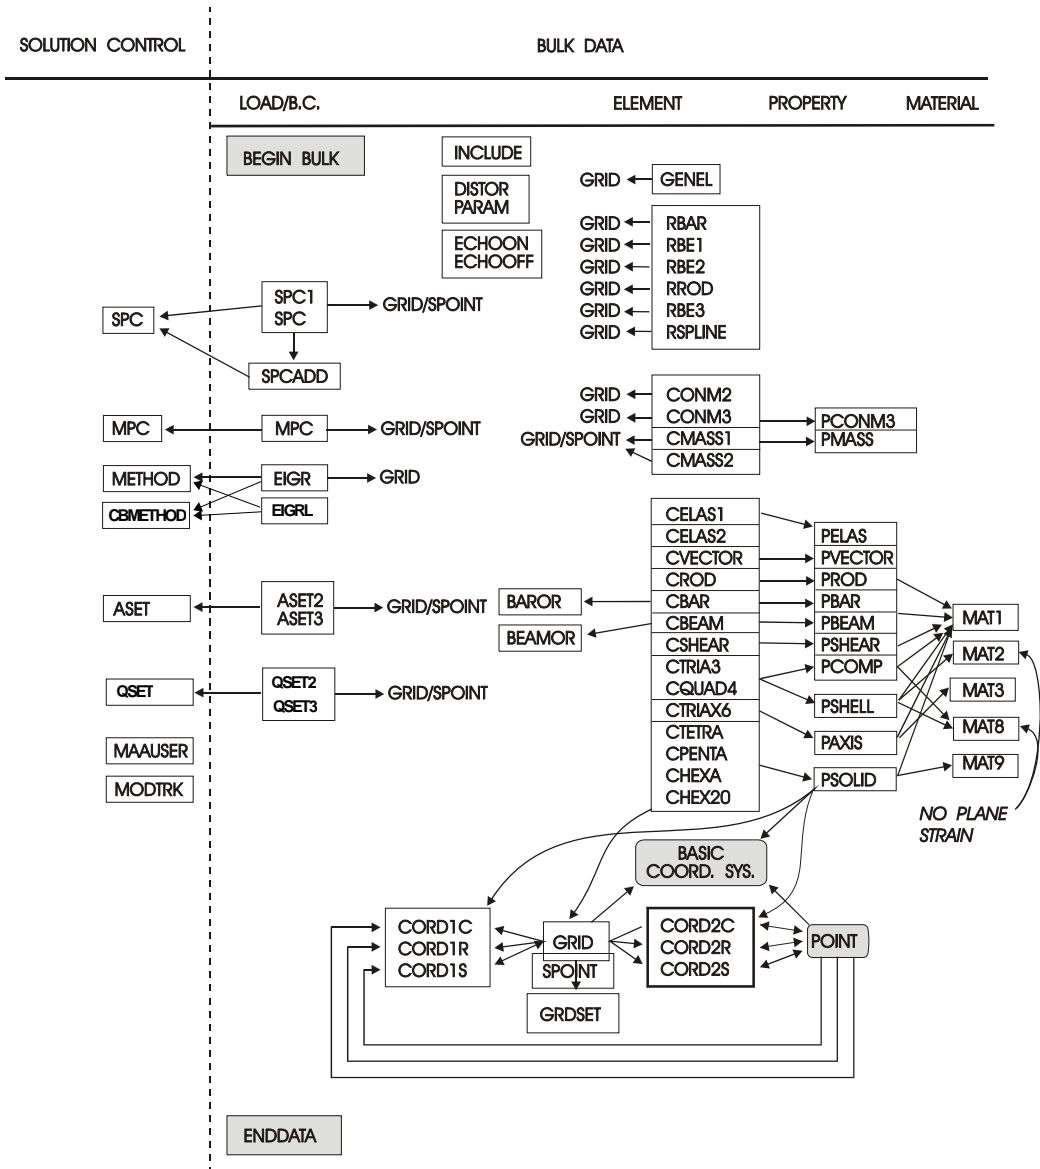 SOLUTION CONTROL
BULK DATA
LOAD/B.C.
ELEMENT
PROPERTY
MATERIAL
BEGIN BULK
INCLUDE
DISTOR
PARAM
ECHOON
ECHOOFF
GRID
GENEL
GRID
RBAR
GRID
RBE1
GRID
RBE2
GRID
RROD
GRID
RBE3
GRID
RSPLINE
SPC
SPC1
SPC
GRID/SPOINT
SPCADD
MPC
MPC
GRID/SPOINT
GRID
CONM2
GRID
CONM3
PCONM3
GRID/SPOINT
CMASS1
PMASS
CMASS2
METHOD
EIGR
GRID
CBMETHOD
EIGRL
CELAS1
CELAS2
PELAS
CVECTOR
PVECTOR
CROD
PROD
BAROR
CBAR
PBAR
BEAMOR
CBEAM
PBEAM
CSHEAR
PSHEAR
CTRIA3
PCOMP
CQUAD4
PSHELL
CTRIAX6
PAXIS
CTETRA
CPENTA
CHEXA
PSOLID
CHEX20
MAT1
MAT2
MAT3
MAT8
MAT9
NO PLANE
STRAIN
ASET
ASET2
ASET3
GRID/SPOINT
QSET
QSET2
QSET3
GRID/SPOINT
MAAUSER
MODTRK
BASIC
COORD. SYS.
CORD1C
CORD1R
CORD1S
GRID
SPOINT
GRDSET
CORD2C
CORD2R
CORD2S
POINT
ENDDATA